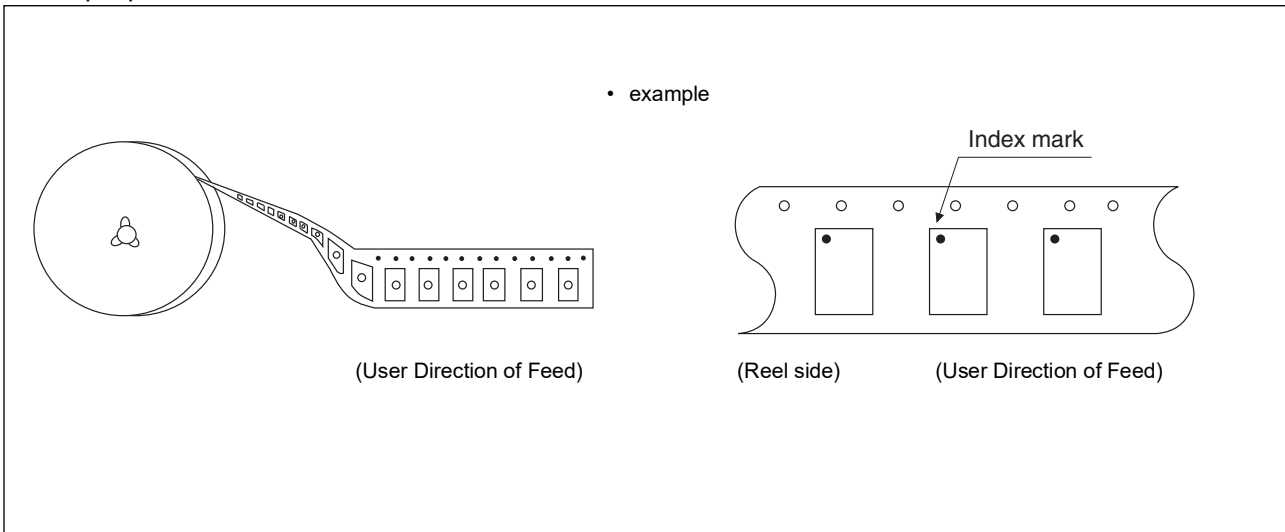 • example
Index mark
(User Direction of Feed)
(Reel side)
(User Direction of Feed)